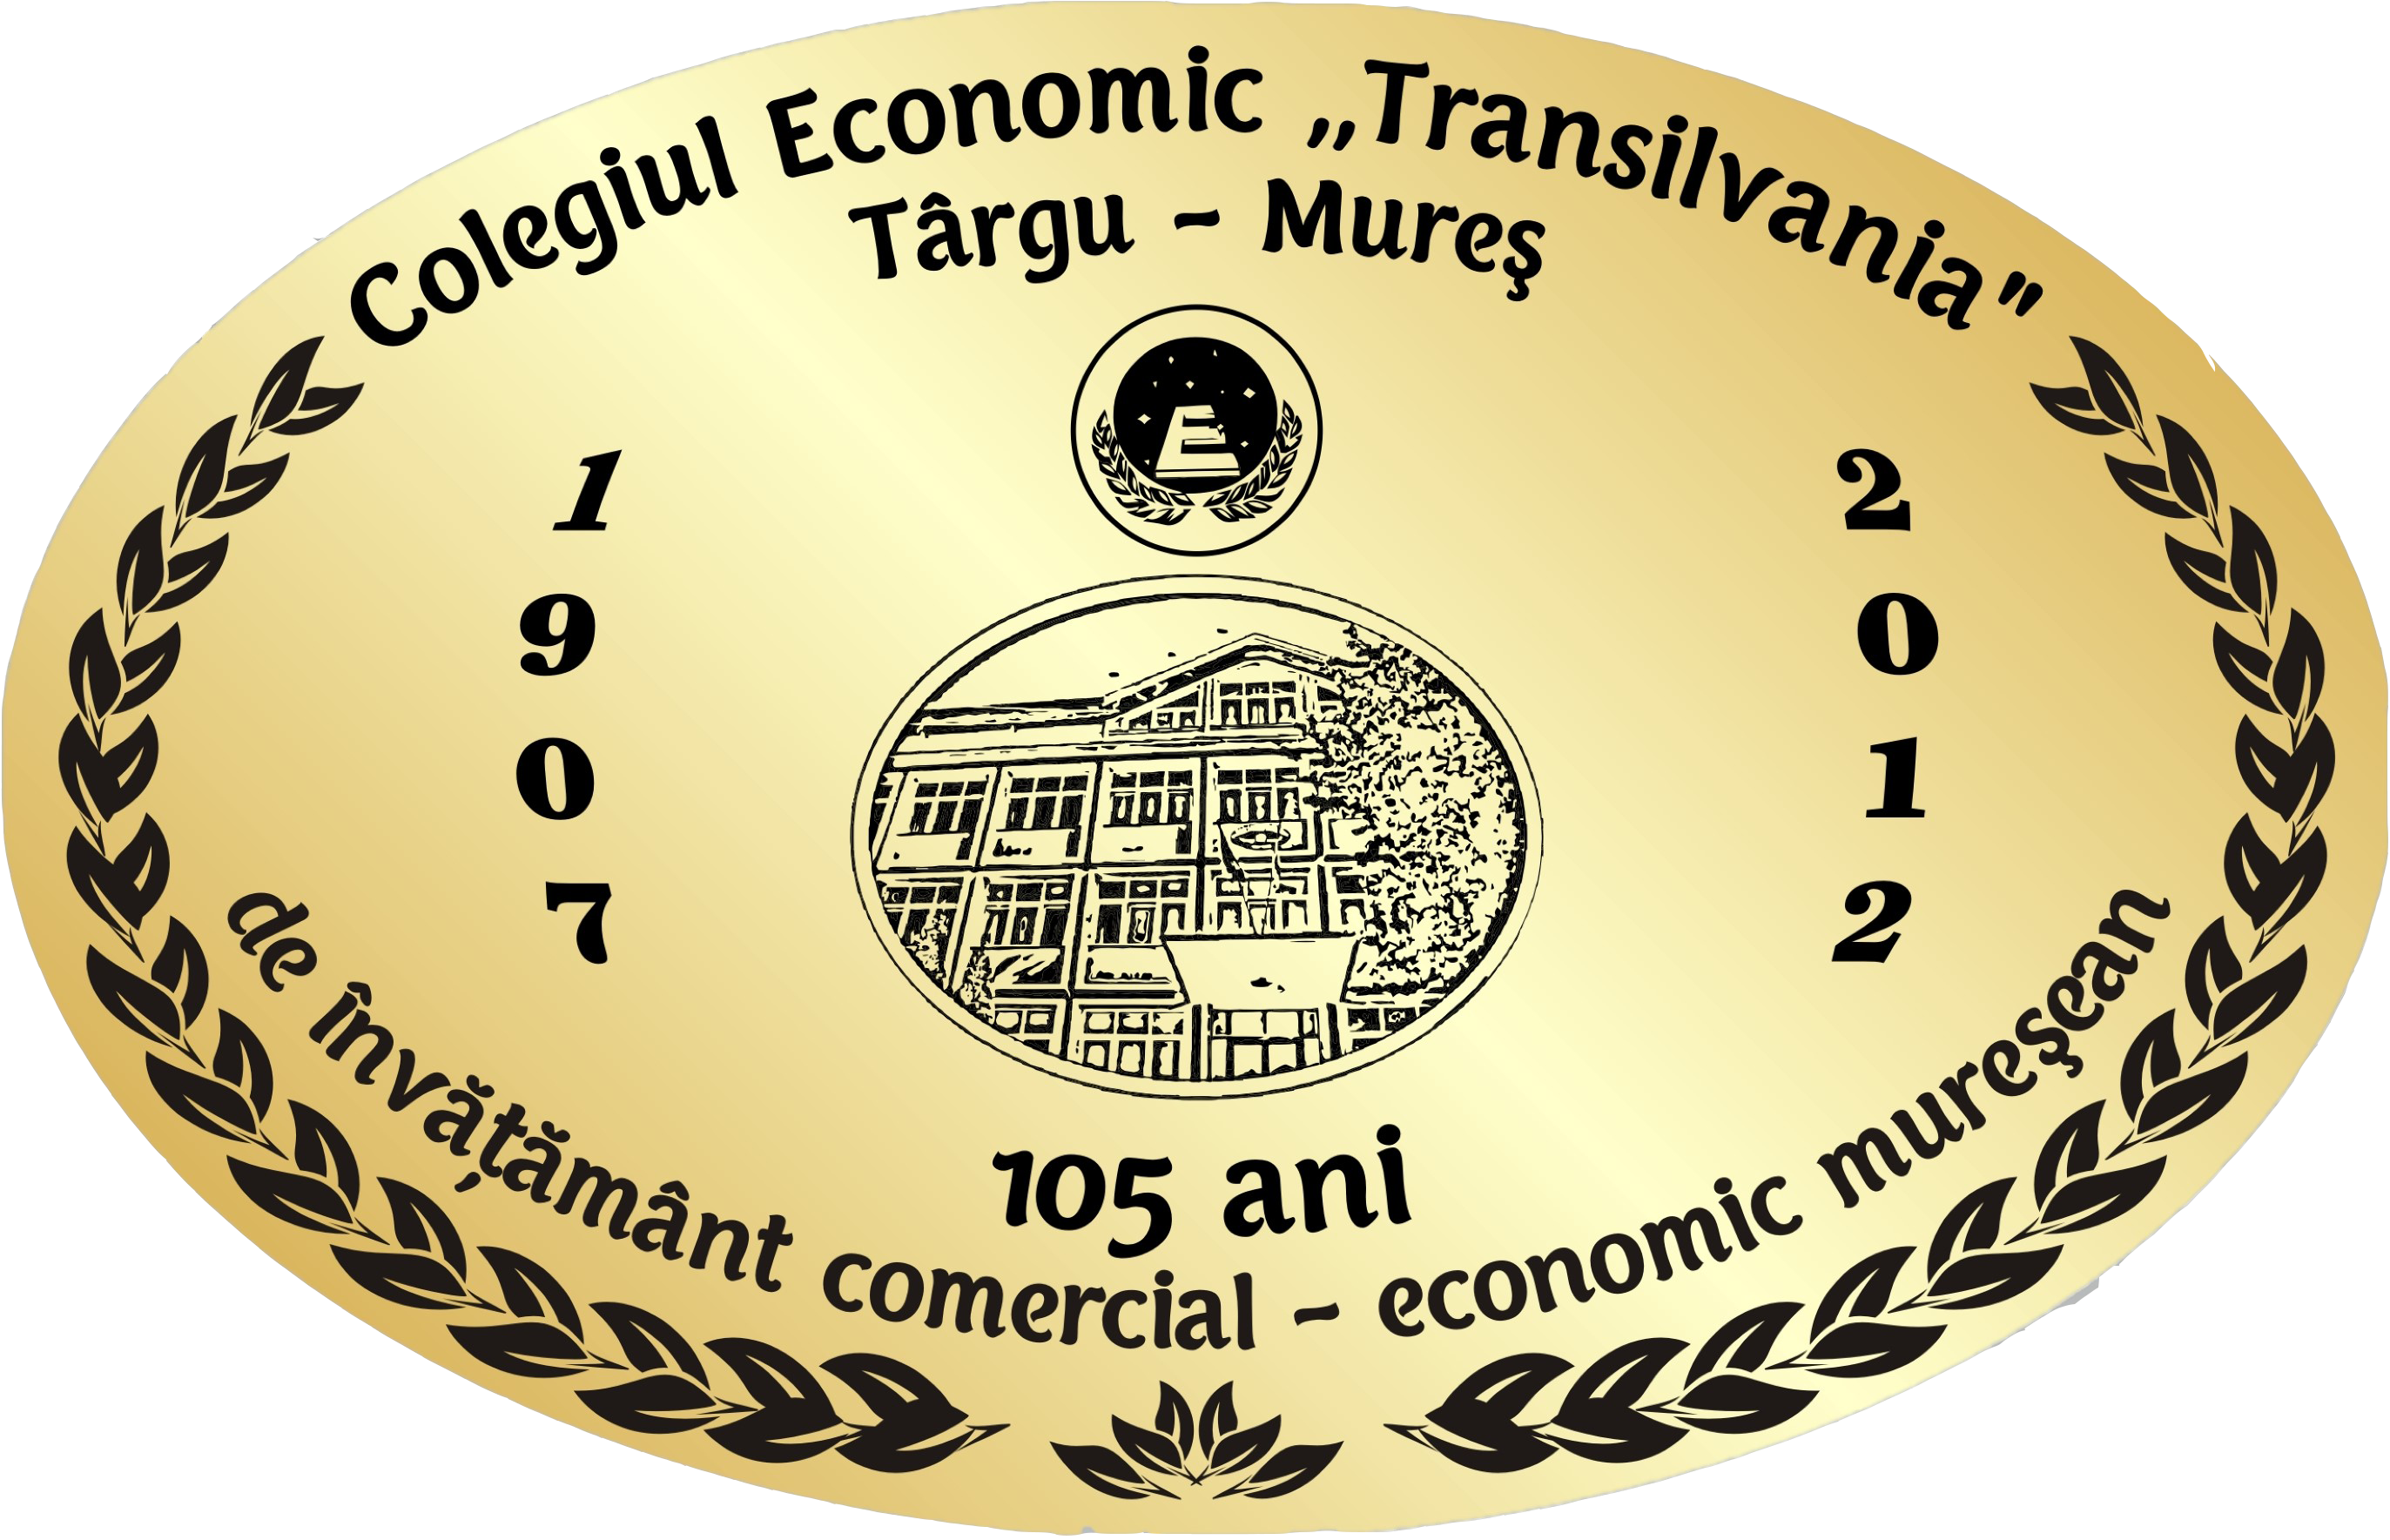 Colegiul Economic „Transilvania"
Târgu - Mureş
E
1907
2012
105 ani
de învăţământ comercial - economic mureşean